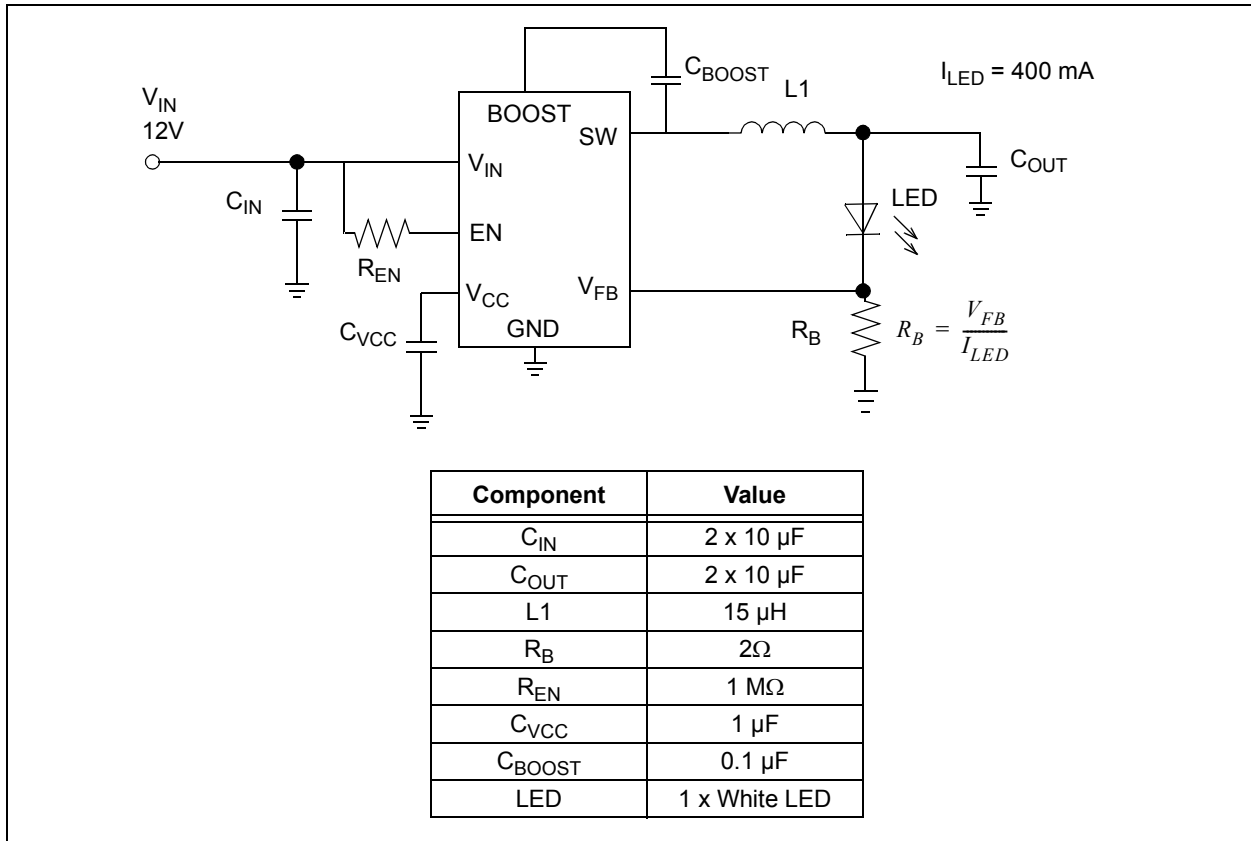 C_BOOST
I_LED = 400 mA
L1
V_IN
12V
BOOST
SW
V_IN
C_OUT
C_IN
LED
EN
R_EN
V_CC
V_FB
GND
C_VCC
R_B
R_B = V_FB / I_LED
Component Value
C_IN 2 x 10 µF
C_OUT 2 x 10 µF
L1 15 µH
R_B 2Ω
R_EN 1 MΩ
C_VCC 1 µF
C_BOOST 0.1 µF
LED 1 x White LED